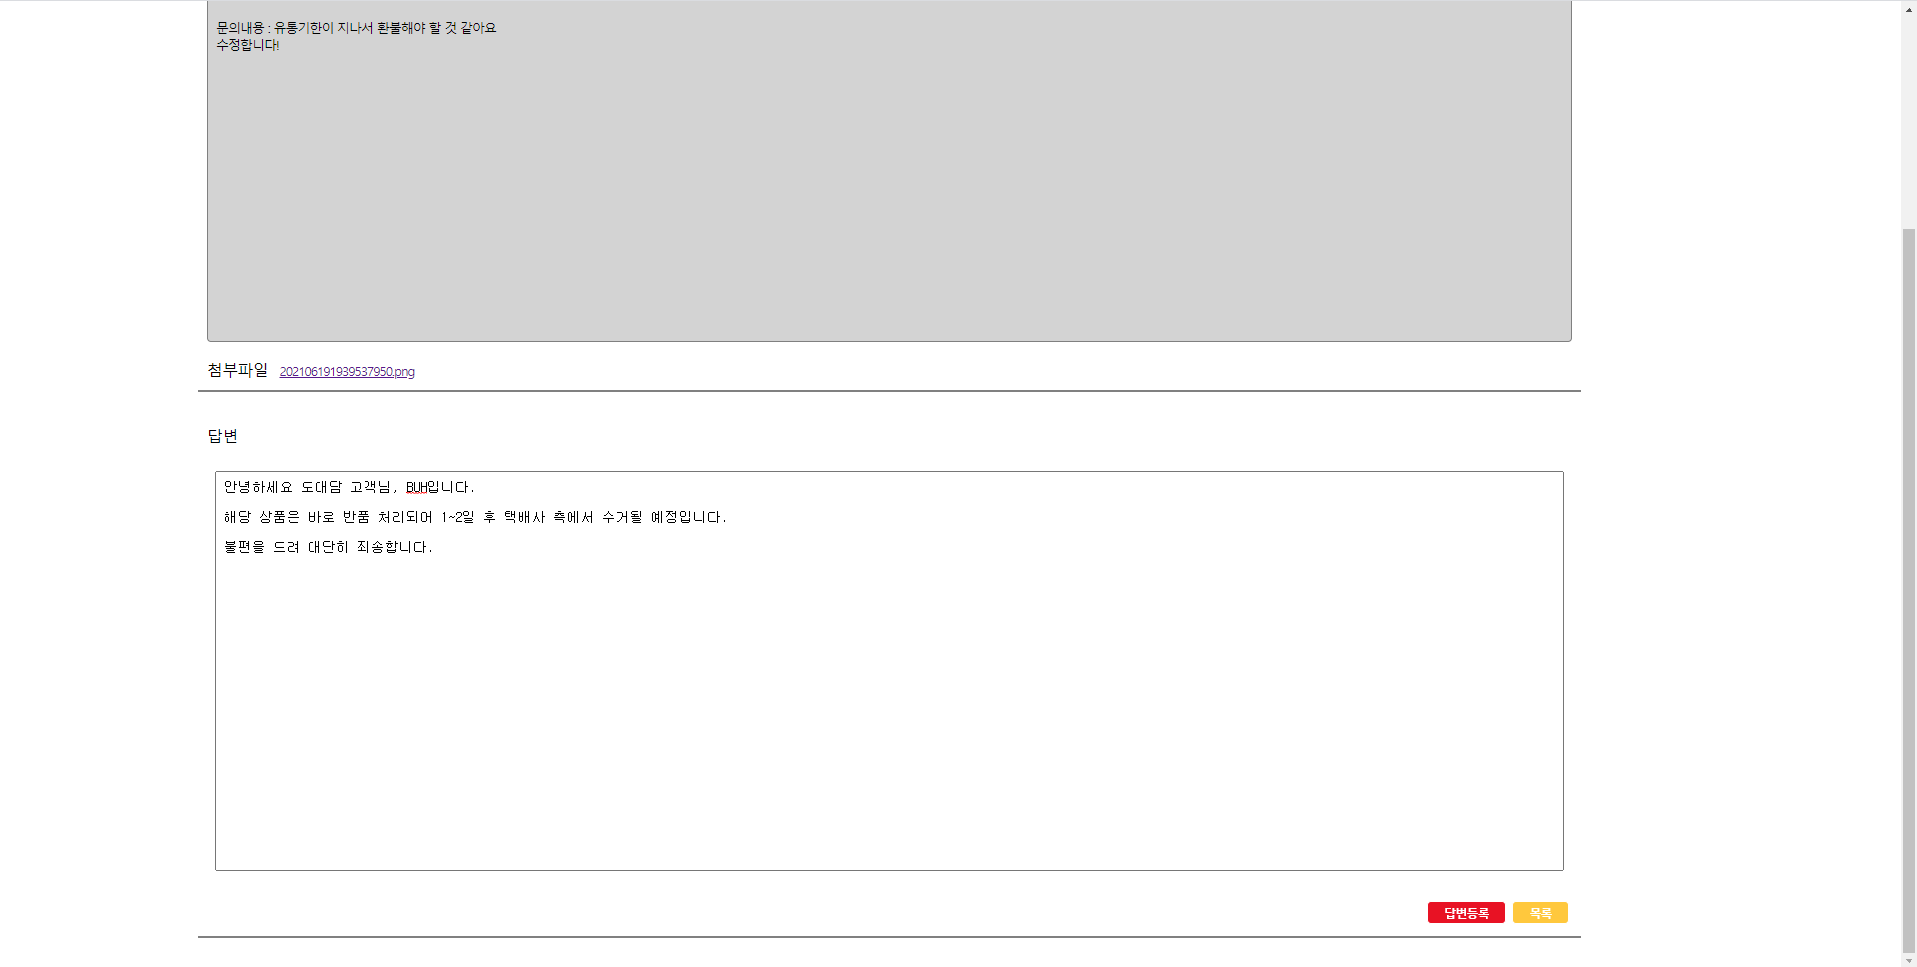 문의내용 : 유통기한이 지나서 환불해야 할 것 같아요
수정합니다!
첨부파일 202106191939537950.png
답변
안녕하세요 도대담 고객님, BUH입니다.
해당 상품은 바로 반품 처리되어 1~2일 후 택배사 측에서 수거될 예정입니다.
불편을 드려 대단히 죄송합니다.
답변등록 목록